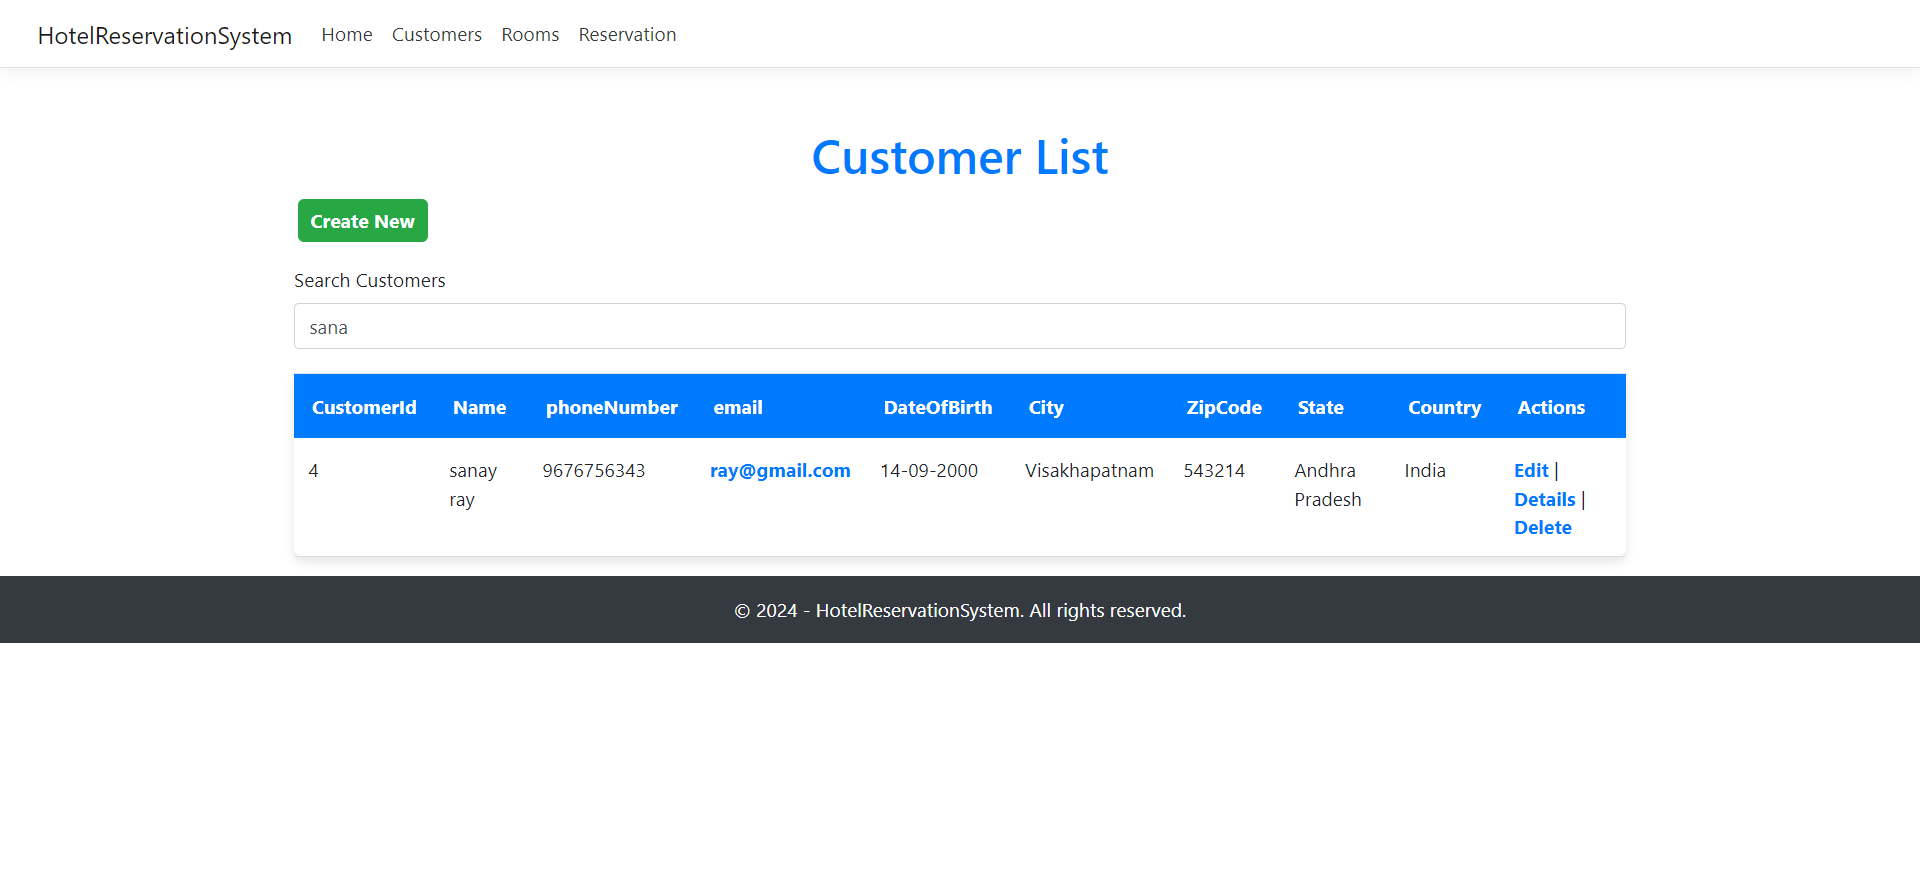 HotelReservationSystem Home Customers Rooms Reservation
Customer List
Create New
Search Customers
sana
CustomerId Name phoneNumber email DateOfBirth City ZipCode State Country Actions
4 sanay 9676756343 ray@gmail.com 14-09-2000 Visakhapatnam 543214 Andhra India Edit |
ray Pradesh Details |
Delete
© 2024 - HotelReservationSystem. All rights reserved.